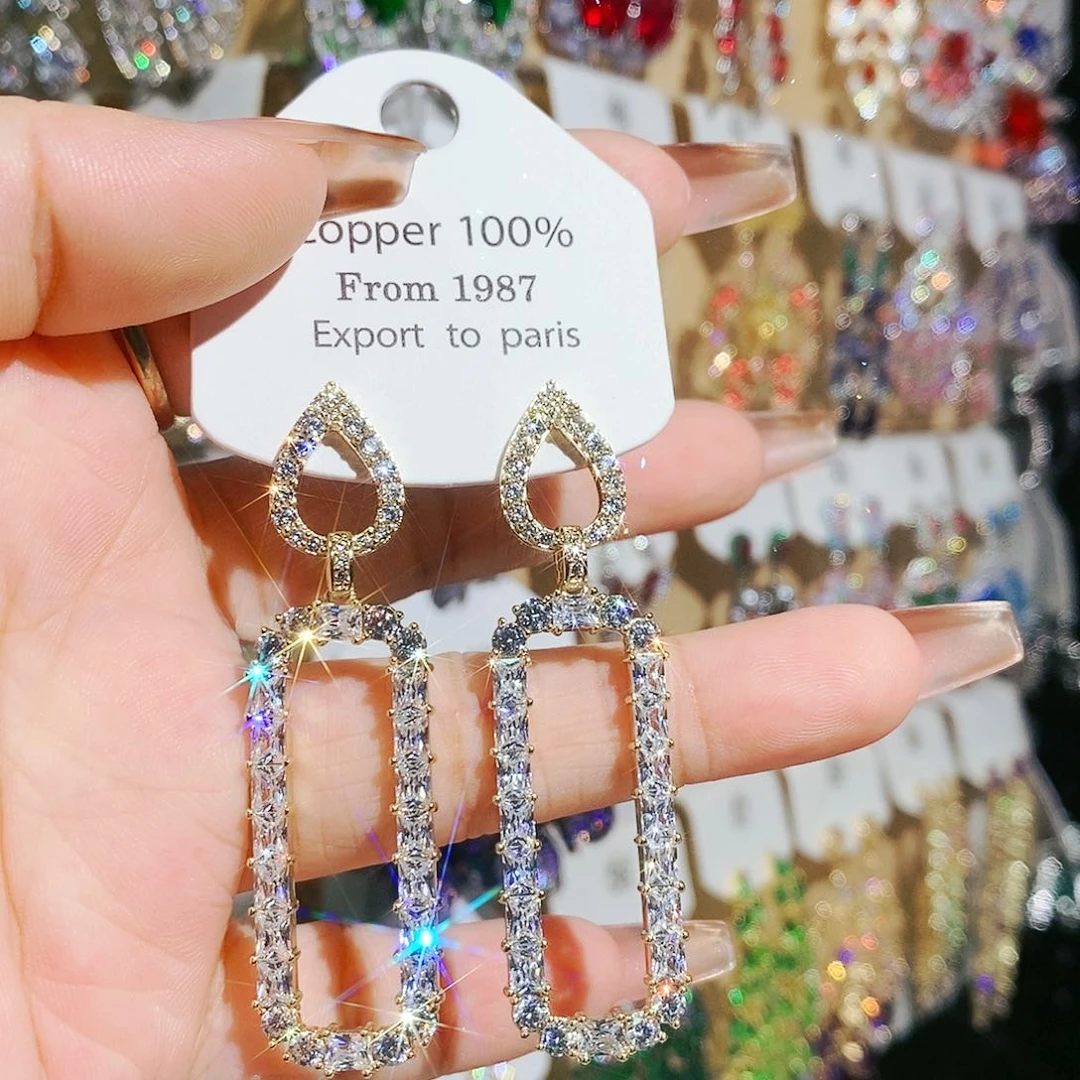 Copper 100%
From 1987
Export to paris